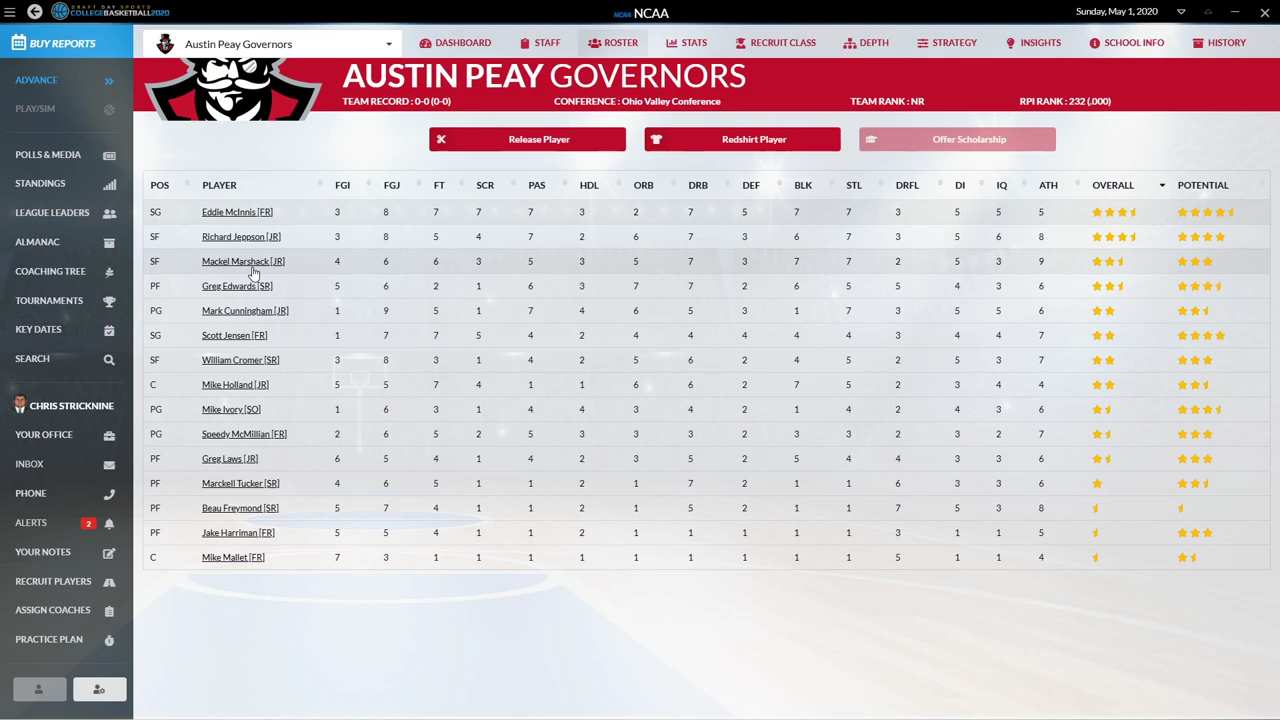 DRAFT DAY SPORTS
COLLEGE BASKETBALL 2020
NCAA NCAA
Sunday, May 1, 2020
BUY REPORTS
Austin Peay Governors
DASHBOARD STAFF ROSTER STATS RECRUIT CLASS DEPTH STRATEGY INSIGHTS SCHOOL INFO HISTORY
ADVANCE
PLAY/SIM
POLLS & MEDIA
STANDINGS
LEAGUE LEADERS
ALMANAC
COACHING TREE
TOURNAMENTS
KEY DATES
SEARCH
CHRIS STRICKNINE
YOUR OFFICE
INBOX
PHONE
ALERTS 2
YOUR NOTES
RECRUIT PLAYERS
ASSIGN COACHES
PRACTICE PLAN
AUSTIN PEAY GOVERNORS
TEAM RECORD : 0-0 (0-0) CONFERENCE : Ohio Valley Conference TEAM RANK : NR RPI RANK : 232 (.000)
Release Player Redshirt Player Offer Scholarship
POS PLAYER FGI FGJ FT SCR PAS HDL ORB DRB DEF BLK STL DRFL DI IQ ATH OVERALL POTENTIAL
SG Eddie McInnis [FR] 3 8 7 7 7 3 2 7 5 7 7 3 5 5 5
SF Richard Jeppson [JR] 3 8 5 4 7 2 6 7 3 6 7 3 5 6 8
SF Mackel Marshack [JR] 4 6 6 3 5 3 5 7 3 7 7 2 5 3 9
PF Greg Edwards [SR] 5 6 2 1 6 3 7 7 2 6 5 5 4 3 6
PG Mark Cunningham [JR] 1 9 5 1 7 4 6 5 3 1 7 3 5 5 6
SG Scott Jensen [FR] 1 7 7 5 4 2 4 4 4 4 4 3 4 4 7
SF William Cromer [SR] 3 8 3 1 4 2 5 6 2 4 5 2 5 3 7
C Mike Holland [JR] 5 5 7 4 1 1 6 6 2 7 5 2 3 4 4
PG Mike Ivory [SO] 1 6 3 1 4 4 3 4 2 1 4 2 4 3 6
PG Speedy McMillian [FR] 2 6 5 2 5 3 3 3 2 3 3 2 3 2 7
PF Greg Laws [JR] 6 5 4 1 4 2 3 5 2 5 4 4 3 3 6
PF Marckell Tucker [SR] 4 6 5 1 1 2 1 7 2 1 1 6 3 3 6
PF Beau Freymond [SR] 5 7 4 1 1 2 1 5 2 1 1 7 5 3 8
PF Jake Harriman [FR] 5 5 4 1 1 2 1 1 1 1 1 3 1 1 5
C Mike Mallet [FR] 7 3 1 1 1 1 1 1 1 1 1 5 1 1 4